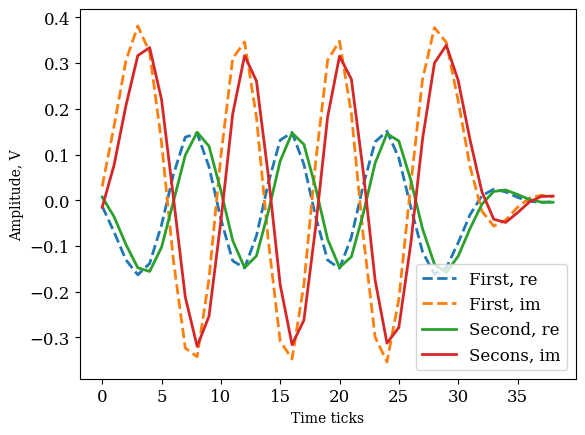 0.4
0.3
0.2
0.1
0.0
−0.1
−0.2
−0.3
Amplitude, V
First, re
First, im
Second, re
Secons, im
0 5 10 15 20 25 30 35
Time ticks